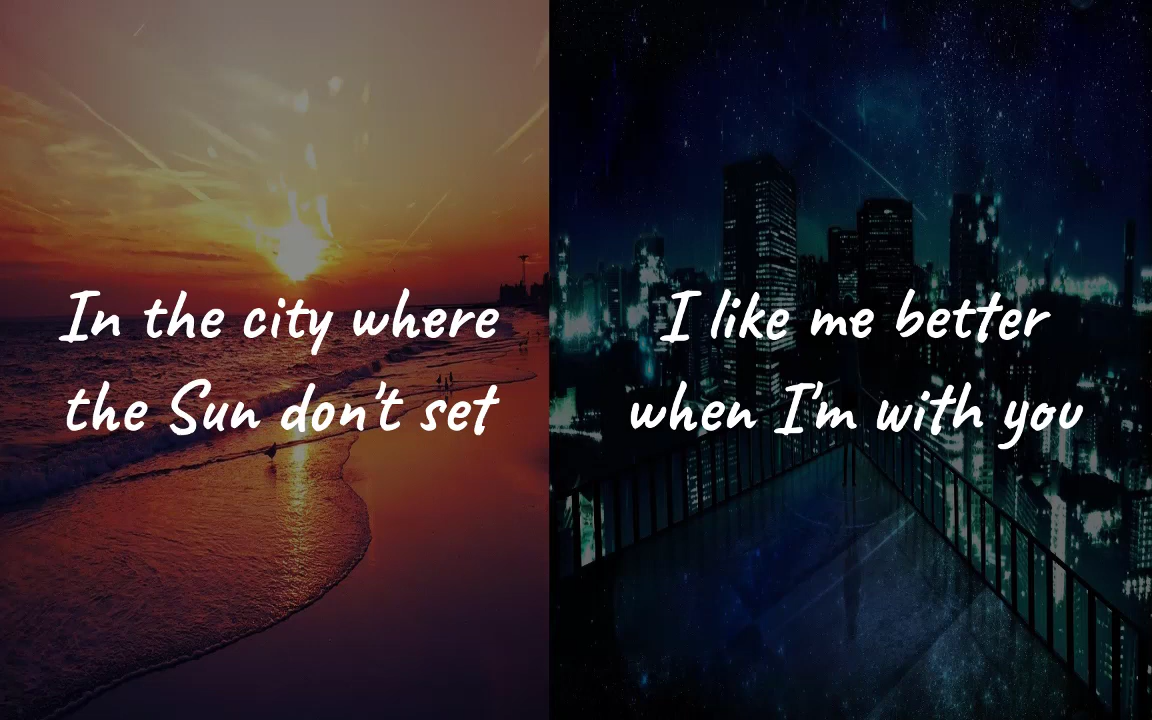 In the city where
the Sun don't set
I like me better
when I'm with you